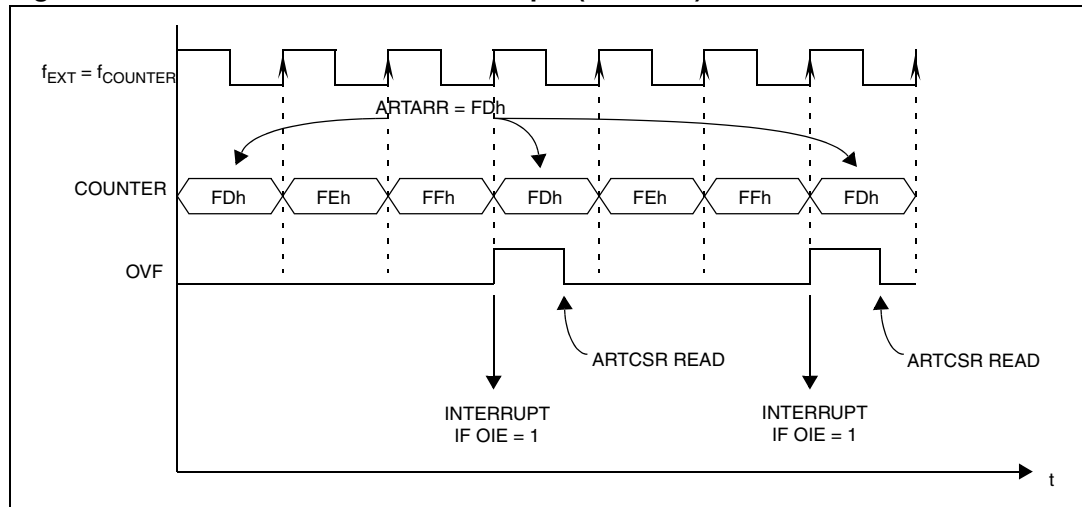 fEXT = fCOUNTER
ARTARR = FDh
COUNTER
FDh FEh FFh FDh FEh FFh FDh
OVF
ARTCSR READ ARTCSR READ
INTERRUPT INTERRUPT
IF OIE = 1 IF OIE = 1
t